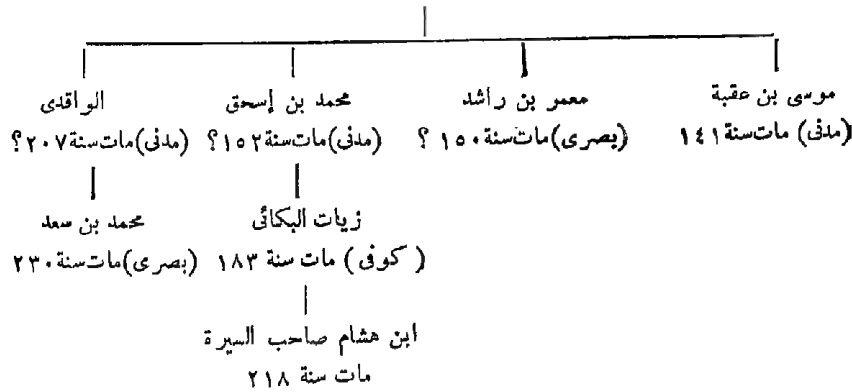 موسى بن عقبة
(مدنى) مات سنة ١٤١
معمر بن راشد
(بصرى) مات سنة ١٥٠ ؟
محمد بن إسحق
(مدنى) مات سنة ١٥٢ ؟
الواقدى
(مدنى) مات سنة ٢٠٧ ؟
زيات البكائى
( كوفى ) مات سنة ١٨٣
محمد بن سعد
(بصرى) مات سنة ٢٣٠
ابن هشام صاحب السيرة
مات سنة ٢١٨